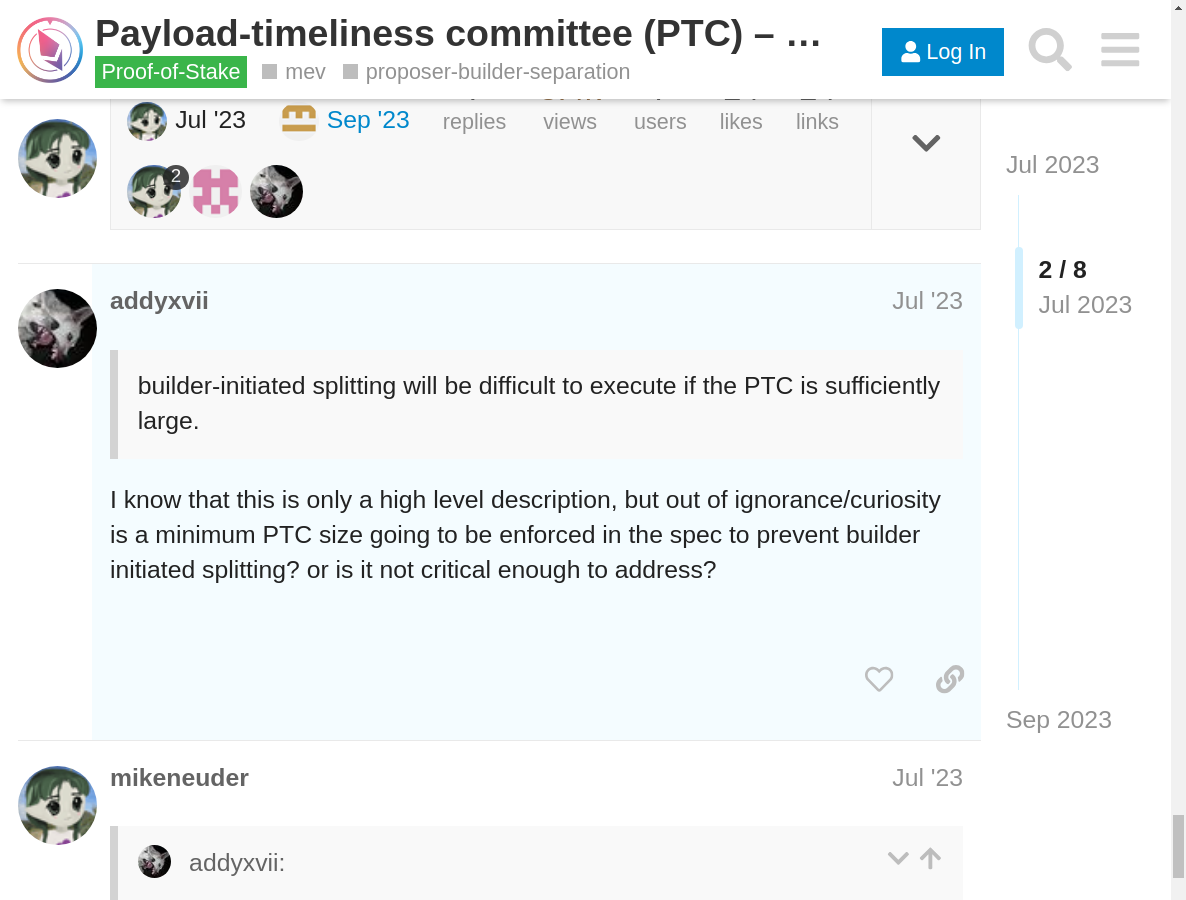 Payload-timeliness committee (PTC) – …
Log In
Proof-of-Stake mev proposer-builder-separation
Jul '23 Sep '23 replies views users likes links
2
Jul 2023
2 / 8
Jul 2023
addyxvii Jul '23
builder-initiated splitting will be difficult to execute if the PTC is sufficiently
large.
I know that this is only a high level description, but out of ignorance/curiosity
is a minimum PTC size going to be enforced in the spec to prevent builder
initiated splitting? or is it not critical enough to address?
Sep 2023
mikeneuder Jul '23
addyxvii: